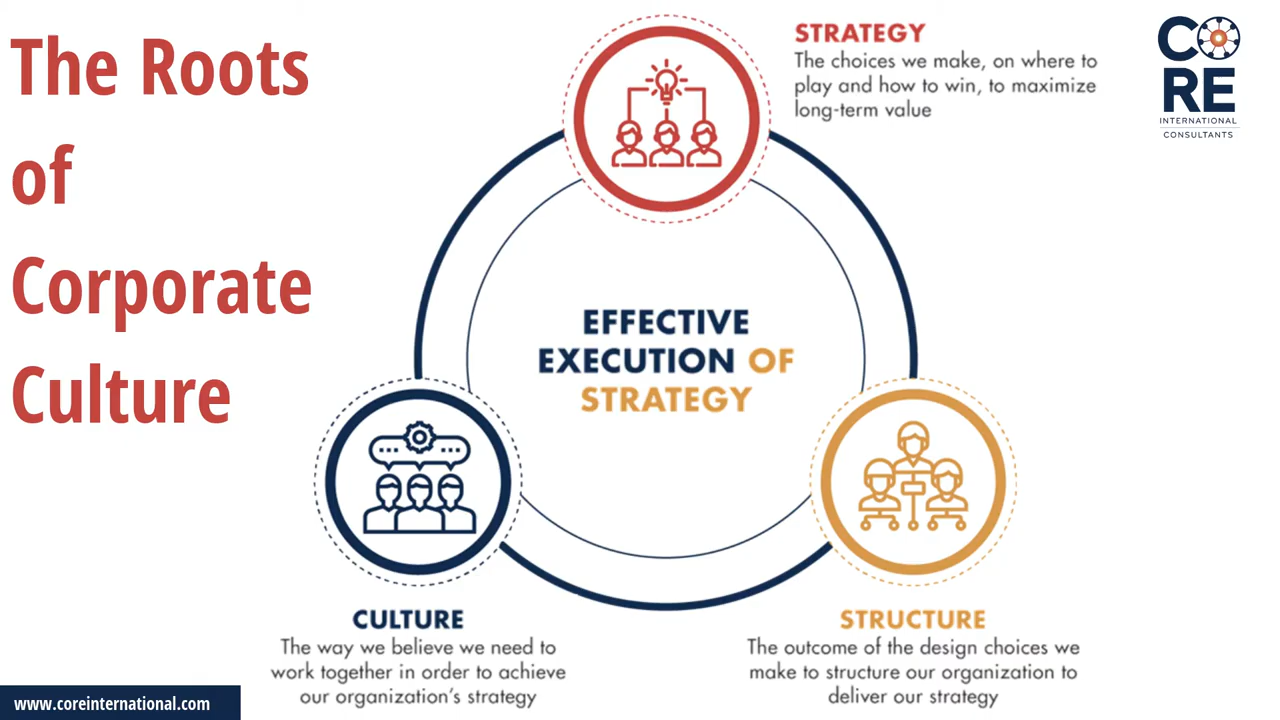 The Roots
of
Corporate
Culture
STRATEGY
The choices we make, on where to
play and how to win, to maximize
long-term value
CORE
INTERNATIONAL
CONSULTANTS
EFFECTIVE
EXECUTION OF
STRATEGY
CULTURE
The way we believe we need to
work together in order to achieve
our organization's strategy
STRUCTURE
The outcome of the design choices we
make to structure our organization to
deliver our strategy
www.coreinternational.com